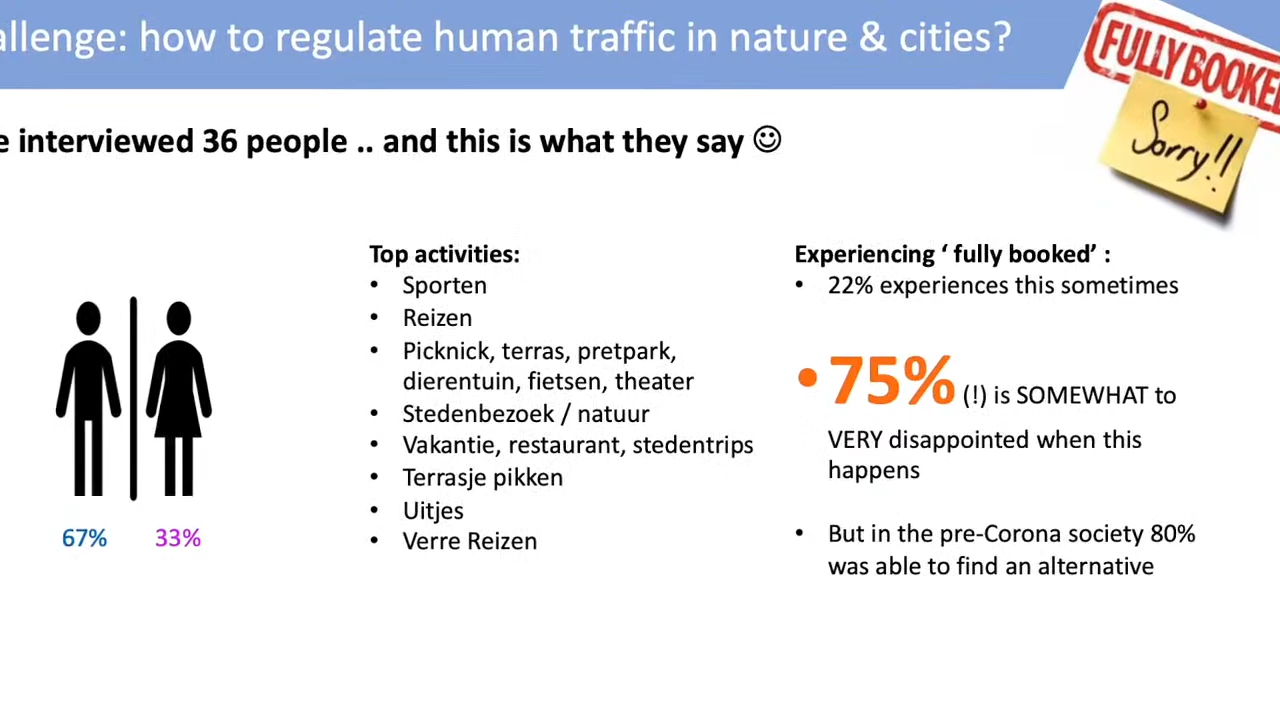 allenge: how to regulate human traffic in nature & cities?
FULLY BOOKED
Sorry!!
e interviewed 36 people .. and this is what they say ☺
67% 33%
Top activities:
• Sporten
• Reizen
• Picknick, terras, pretpark,
dierentuin, fietsen, theater
• Stedenbezoek / natuur
• Vakantie, restaurant, stedentrips
• Terrasje pikken
• Uitjes
• Verre Reizen
Experiencing ‘ fully booked’ :
• 22% experiences this sometimes
• 75% (!) is SOMEWHAT to
VERY disappointed when this
happens
• But in the pre-Corona society 80%
was able to find an alternative